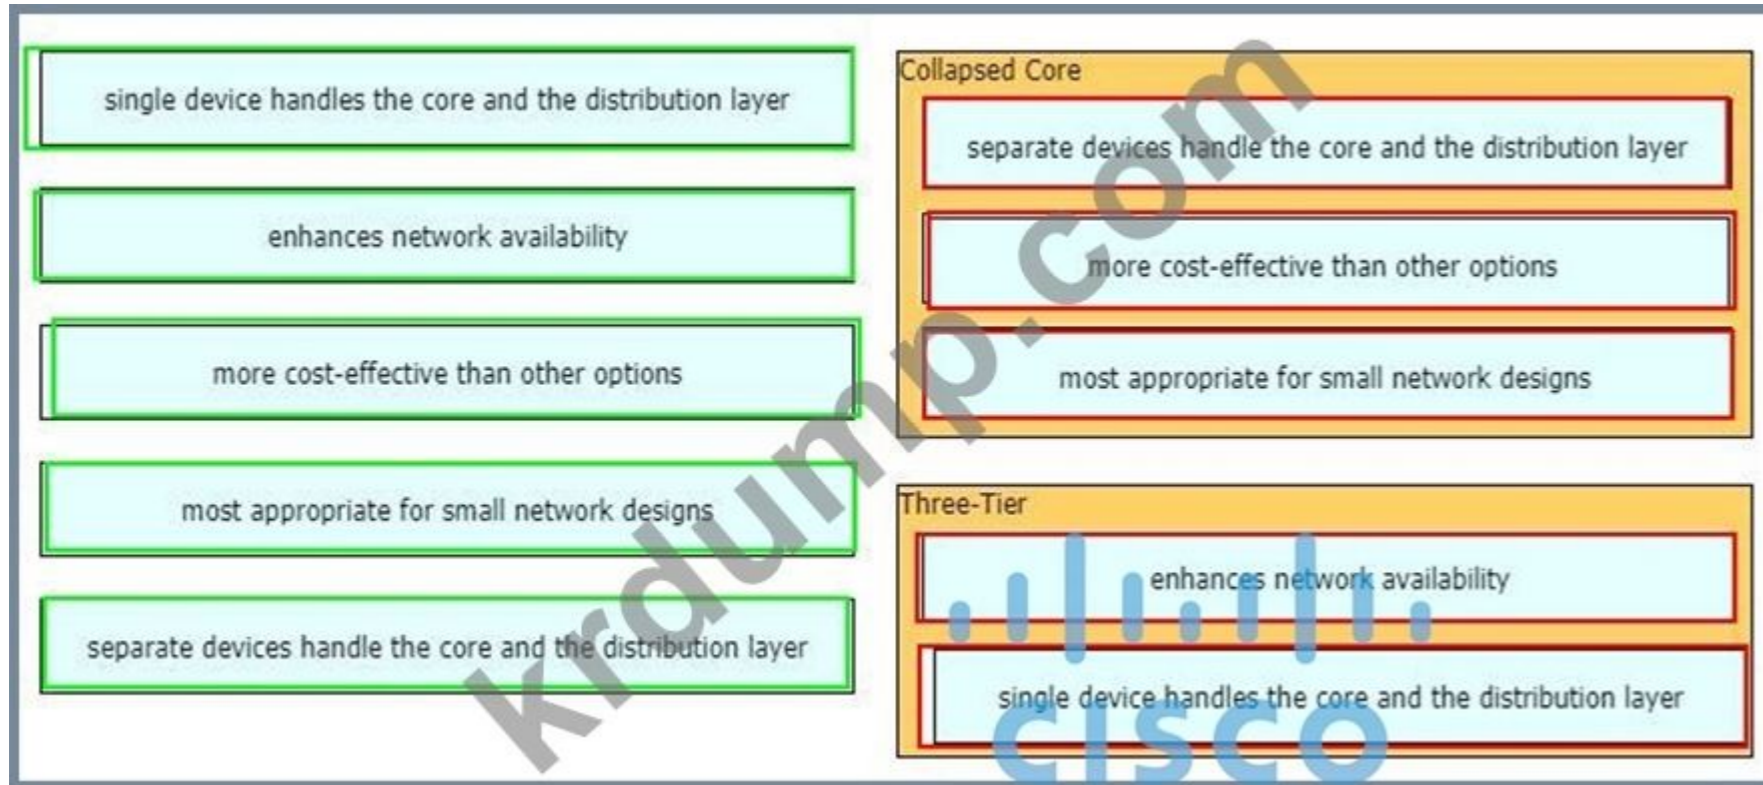 single device handles the core and the distribution layer
enhances network availability
more cost-effective than other options
most appropriate for small network designs
separate devices handle the core and the distribution layer
Collapsed Core
separate devices handle the core and the distribution layer
more cost-effective than other options
most appropriate for small network designs
Three-Tier
enhances network availability
single device handles the core and the distribution layer
krdump.com
CISCO